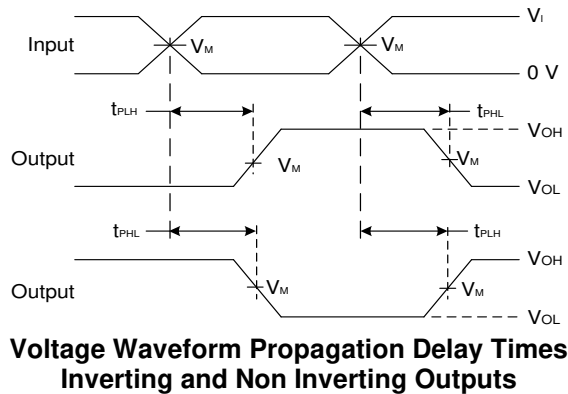 VI
Input
VM
VM
0 V
tPLH
tPHL
VOH
Output
VM
VM
VOL
tPHL
tPLH
VOH
Output
VM
VM
VOL
Voltage Waveform Propagation Delay Times
Inverting and Non Inverting Outputs